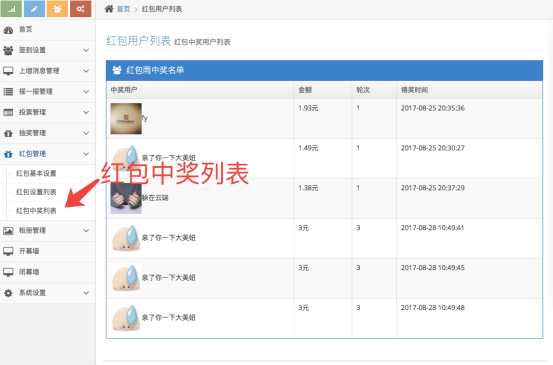 首页 > 红包用户列表
首页
签到设置
上墙消息管理
摇一摇管理
投票管理
抽奖管理
红包管理
红包基本设置
红包设置列表
红包中奖列表
相册管理
开幕墙
闭幕墙
系统设置
红包用户列表 红包中奖用户列表
红包雨中奖名单
中奖用户 金额 轮次 得奖时间
fy 1.93元 1 2017-08-25 20:35:36
亲了你一下大美妞 1.49元 1 2017-08-25 20:30:27
红包中奖列表
躺在云端 1.38元 1 2017-08-25 20:37:29
亲了你一下大美妞 3元 3 2017-08-28 10:49:41
亲了你一下大美妞 3元 3 2017-08-28 10:49:45
亲了你一下大美妞 3元 3 2017-08-28 10:49:48